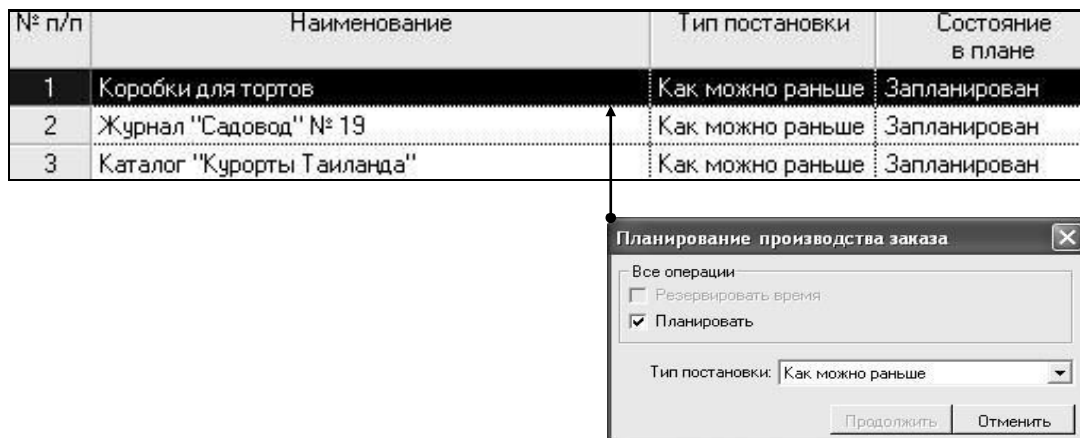 № п/п Наименование Тип постановки Состояние
в плане
1 Коробки для тортов Как можно раньше Запланирован
2 Журнал "Садовод" № 19 Как можно раньше Запланирован
3 Каталог "Курорты Таиланда" Как можно раньше Запланирован
Планирование производства заказа
Все операции
Резервировать время
Планировать
Тип постановки: Как можно раньше
Продолжить Отменить